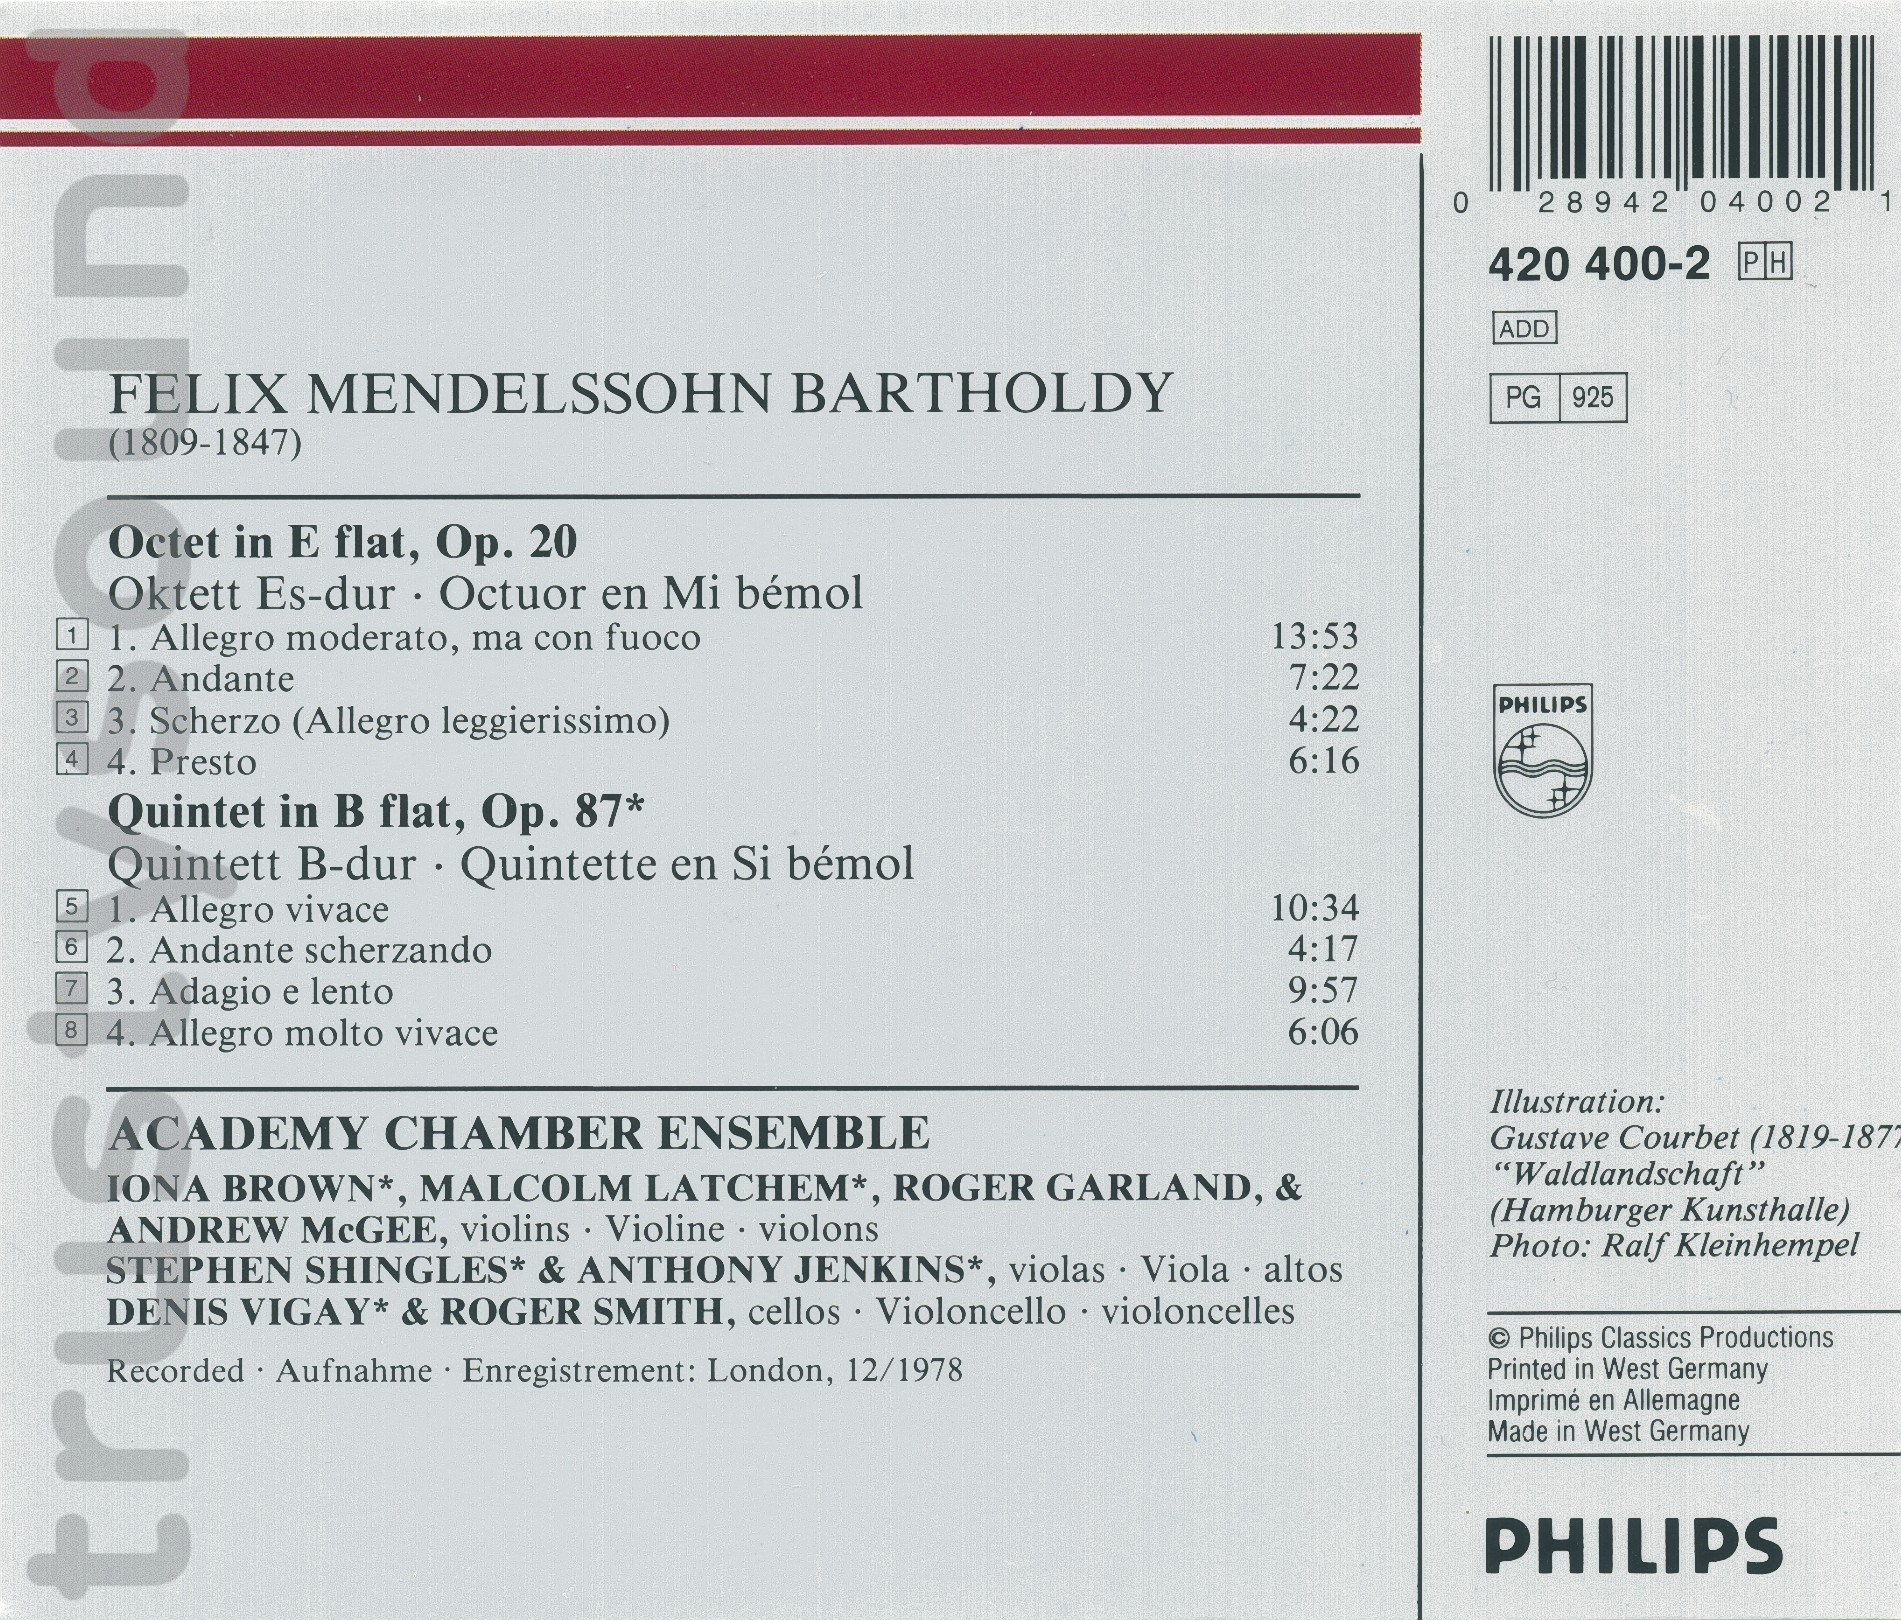 0 28942 04002 1
420 400-2 PH
ADD
PG 925
FELIX MENDELSSOHN BARTHOLDY
(1809-1847)
Octet in E flat, Op. 20
Oktett Es-dur · Octuor en Mi bémol
1 1. Allegro moderato, ma con fuoco 13:53
2 2. Andante 7:22
3 3. Scherzo (Allegro leggierissimo) 4:22
4 4. Presto 6:16
Quintet in B flat, Op. 87*
Quintett B-dur · Quintette en Si bémol
5 1. Allegro vivace 10:34
6 2. Andante scherzando 4:17
7 3. Adagio e lento 9:57
8 4. Allegro molto vivace 6:06
ACADEMY CHAMBER ENSEMBLE
IONA BROWN*, MALCOLM LATCHEM*, ROGER GARLAND, &
ANDREW McGEE, violins · Violine · violons
STEPHEN SHINGLES* & ANTHONY JENKINS*, violas · Viola · altos
DENIS VIGAY* & ROGER SMITH, cellos · Violoncello · violoncelles
Recorded · Aufnahme · Enregistrement: London, 12/1978
PHILIPS
Illustration:
Gustave Courbet (1819-1877
“Waldlandschaft”
(Hamburger Kunsthalle)
Photo: Ralf Kleinhempel
© Philips Classics Productions
Printed in West Germany
Imprimé en Allemagne
Made in West Germany
PHILIPS
trustysound